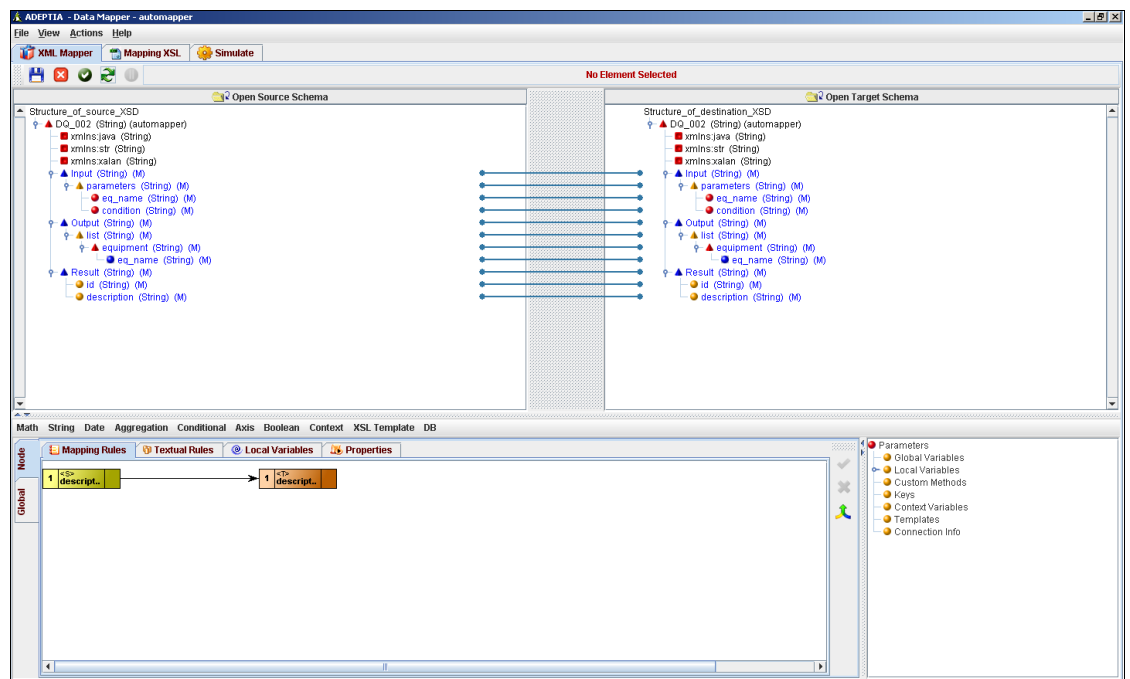 ADEPTIA - Data Mapper - automapper
File View Actions Help
XML Mapper Mapping XSL Simulate
No Element Selected
Open Source Schema
Structure_of_source_XSD
DQ_002 (String) (automapper)
xmlns:java (String)
xmlns:str (String)
xmlns:xalan (String)
Input (String) (M)
parameters (String) (M)
eq_name (String) (M)
condition (String) (M)
Output (String) (M)
list (String) (M)
equipment (String) (M)
eq_name (String) (M)
Result (String) (M)
id (String) (M)
description (String) (M)
Open Target Schema
Structure_of_destination_XSD
DQ_002 (String) (automapper)
xmlns:java (String)
xmlns:str (String)
xmlns:xalan (String)
Input (String) (M)
parameters (String) (M)
eq_name (String) (M)
condition (String) (M)
Output (String) (M)
list (String) (M)
equipment (String) (M)
eq_name (String) (M)
Result (String) (M)
id (String) (M)
description (String) (M)
Math String Date Aggregation Conditional Axis Boolean Context XSL Template DB
Node
Global
Mapping Rules Textual Rules Local Variables Properties
1 <S> descript..
1 <T> descript..
Parameters
Global Variables
Local Variables
Custom Methods
Keys
Context Variables
Templates
Connection Info